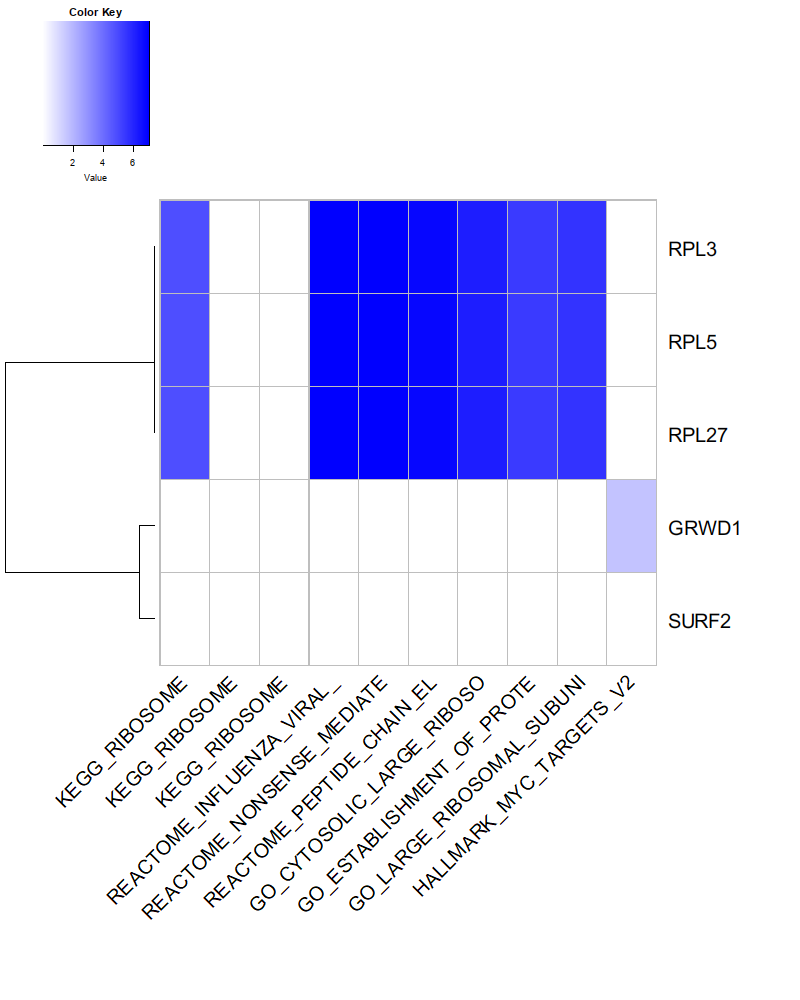 Color Key
2 4 6
Value
RPL3
RPL5
RPL27
GRWD1
SURF2
KEGG_RIBOSOME
KEGG_RIBOSOME
KEGG_RIBOSOME
REACTOME_INFLUENZA_VIRAL_
REACTOME_NONSENSE_MEDIATE
REACTOME_PEPTIDE_CHAIN_EL
GO_CYTOSOLIC_LARGE_RIBOSO
GO_ESTABLISHMENT_OF_PROTE
GO_LARGE_RIBOSOMAL_SUBUNI
HALLMARK_MYC_TARGETS_V2